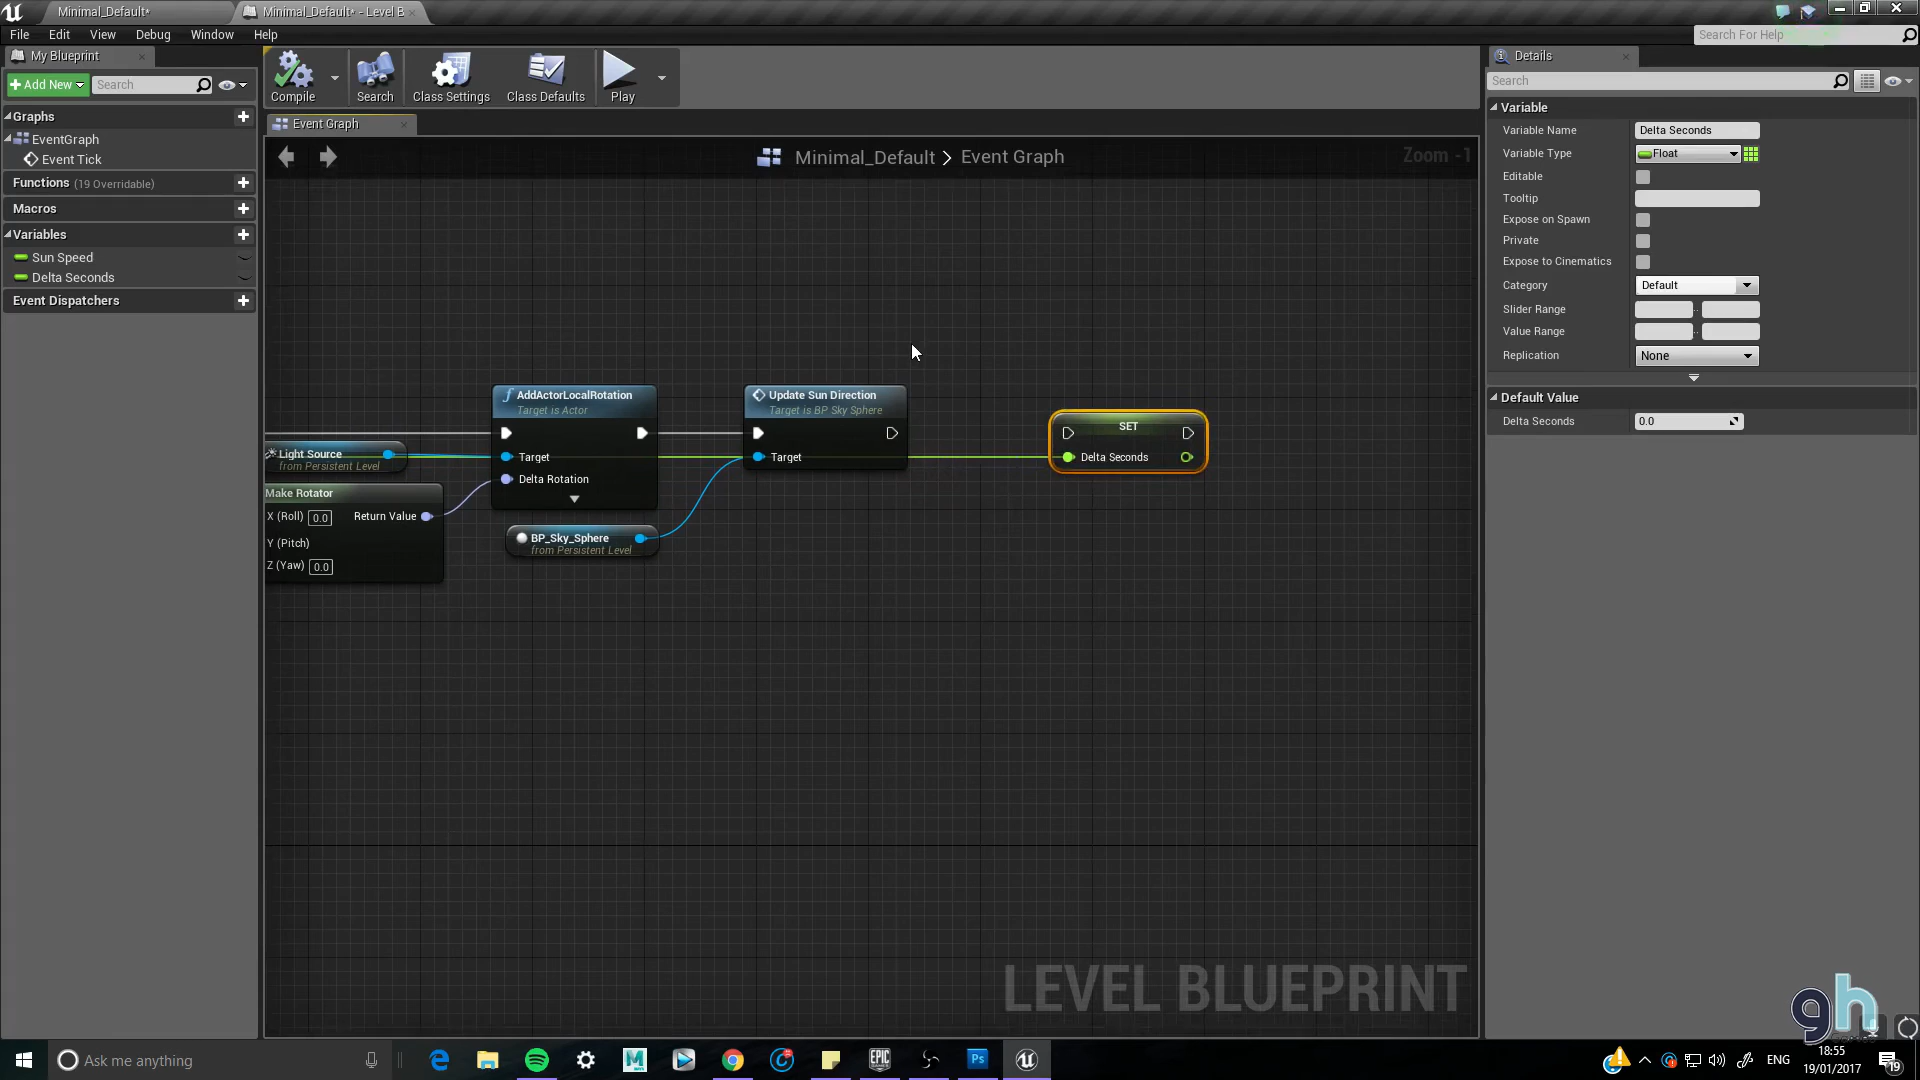 Minimal_Default*
Minimal_Default* - Level B
File Edit View Debug Window Help
Search For Help
My Blueprint
Details
Add New
Search
Compile
Search
Class Settings
Class Defaults
Play
Search
Graphs
EventGraph
Event Tick
Functions (19 Overridable)
Macros
Variables
Sun Speed
Delta Seconds
Event Dispatchers
Event Graph
Minimal_Default > Event Graph
Zoom -1
AddActorLocalRotation
Target is Actor
Target
Delta Rotation
Update Sun Direction
Target is BP Sky Sphere
Target
SET
Delta Seconds
Light Source
from Persistent Level
Make Rotator
X (Roll) 0.0 Return Value
Y (Pitch)
Z (Yaw) 0.0
BP_Sky_Sphere
from Persistent Level
LEVEL BLUEPRINT
Variable
Variable Name Delta Seconds
Variable Type Float
Editable
Tooltip
Expose on Spawn
Private
Expose to Cinematics
Category Default
Slider Range
Value Range
Replication None
Default Value
Delta Seconds 0.0
gh
Ask me anything
EPIC
Ps
ENG
18:55
19/01/2017
19